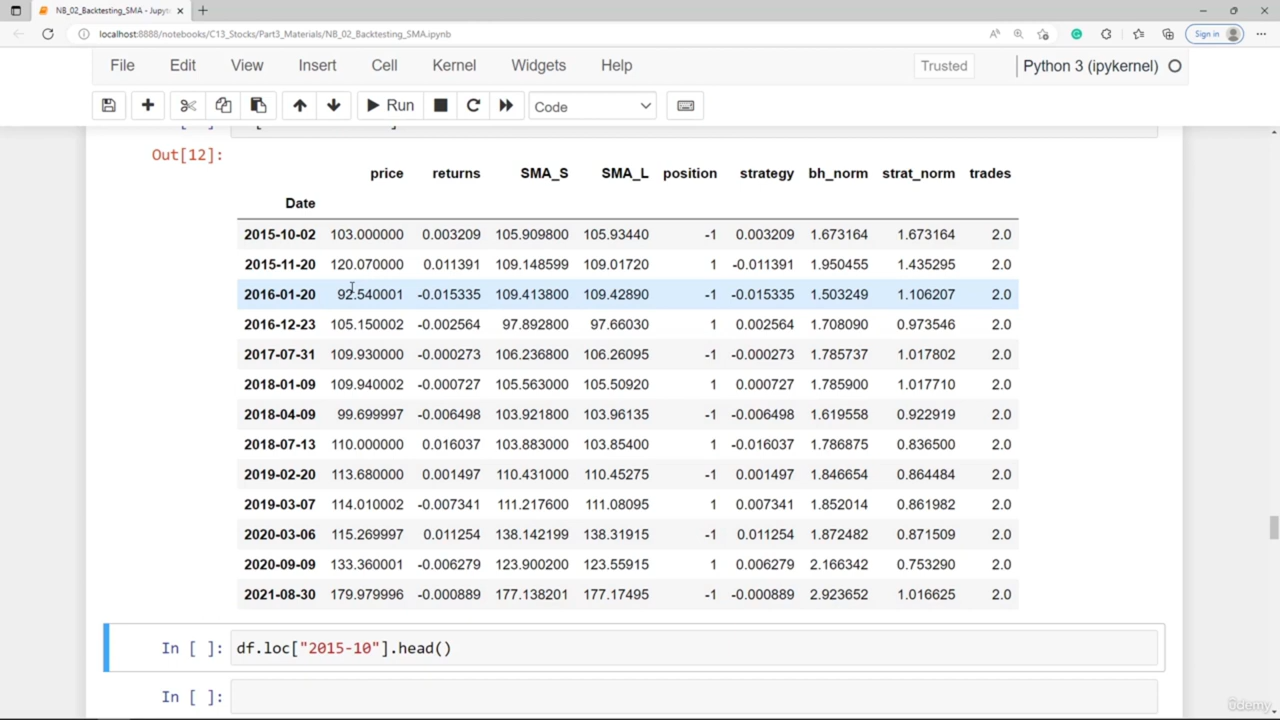 NB_02_Backtesting_SMA - Jupyt
localhost:8888/notebooks/C13_Stocks/Part3_Materials/NB_02_Backtesting_SMA.ipynb
Sign in
File Edit View Insert Cell Kernel Widgets Help Trusted Python 3 (ipykernel)
Run Code
Out[12]:
price returns SMA_S SMA_L position strategy bh_norm strat_norm trades
Date
2015-10-02 103.000000 0.003209 105.909800 105.93440 -1 0.003209 1.673164 1.673164 2.0
2015-11-20 120.070000 0.011391 109.148599 109.01720 1 -0.011391 1.950455 1.435295 2.0
2016-01-20 92.540001 -0.015335 109.413800 109.42890 -1 -0.015335 1.503249 1.106207 2.0
2016-12-23 105.150002 -0.002564 97.892800 97.66030 1 0.002564 1.708090 0.973546 2.0
2017-07-31 109.930000 -0.000273 106.236800 106.26095 -1 -0.000273 1.785737 1.017802 2.0
2018-01-09 109.940002 -0.000727 105.563000 105.50920 1 0.000727 1.785900 1.017710 2.0
2018-04-09 99.699997 -0.006498 103.921800 103.96135 -1 -0.006498 1.619558 0.922919 2.0
2018-07-13 110.000000 0.016037 103.883000 103.85400 1 -0.016037 1.786875 0.836500 2.0
2019-02-20 113.680000 0.001497 110.431000 110.45275 -1 0.001497 1.846654 0.864484 2.0
2019-03-07 114.010002 -0.007341 111.217600 111.08095 1 0.007341 1.852014 0.861982 2.0
2020-03-06 115.269997 0.011254 138.142199 138.31915 -1 0.011254 1.872482 0.871509 2.0
2020-09-09 133.360001 -0.006279 123.900200 123.55915 1 0.006279 2.166342 0.753290 2.0
2021-08-30 179.979996 -0.000889 177.138201 177.17495 -1 -0.000889 2.923652 1.016625 2.0
In [ ]: df.loc["2015-10"].head()
In [ ]:
ûdemy